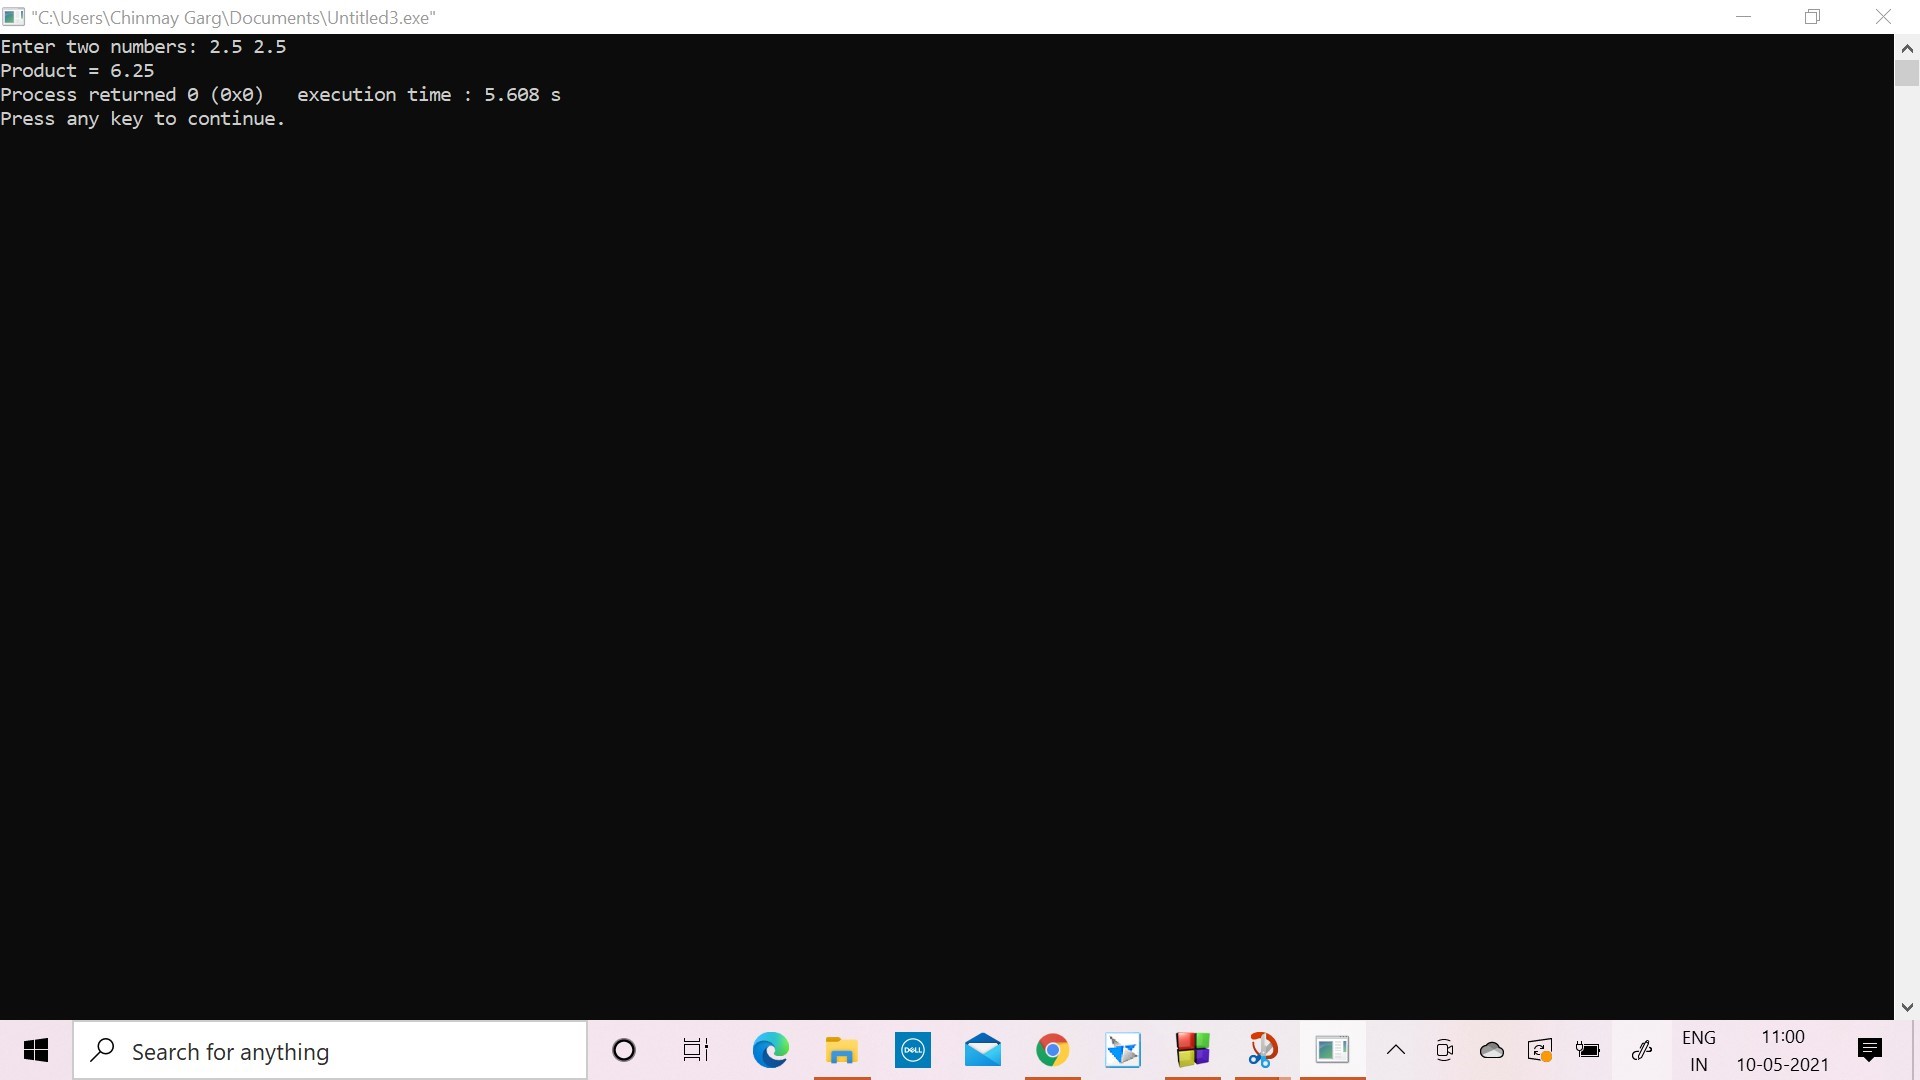 "C:\Users\Chinmay Garg\Documents\Untitled3.exe"
Enter two numbers: 2.5 2.5
Product = 6.25
Process returned 0 (0x0)   execution time : 5.608 s
Press any key to continue.
Search for anything
DELL
ENG
IN
11:00
10-05-2021